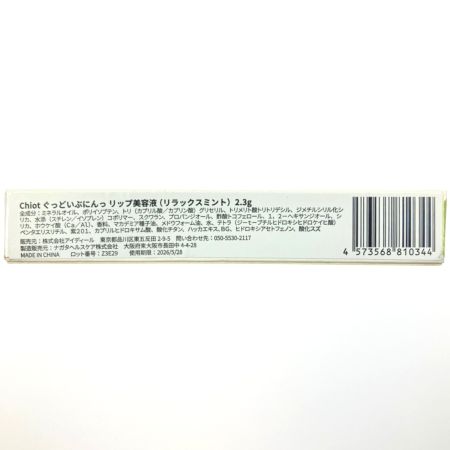 Chiot ぐっどいぶにんっ リップ美容液（リラックスミント）2.3g
全成分：ミネラルオイル、ポリイソブテン、トリ（カプリル酸／カプリン酸）グリセリル、トリメリト酸トリトリデシル、ジメチルシリル化シ
リカ、水添（スチレン／イソプレン）コポリマー、スクワラン、プロパンジオール、酢酸トコフェロール、１，２－ヘキサンジオール、シ
リカ、ホウケイ酸（Ca／Al）、香料、マカデミア種子油、メドウフォーム油、水、テトラ（ジーｔーブチルヒドロキシヒドロケイヒ酸）
ペンタエリスリチル、紫２０１、カプリルヒドロキサム酸、酸化チタン、ハッカエキス、BG、ヒドロキシアセトフェノン、酸化スズ
販売元：株式会社アイディール　東京都品川区東五反田 2-9-5　問い合わせ先：050-5530-2117
製造販売元：ナガタヘルスケア株式会社　大阪府東大阪市長田中 4-4-28
MADE IN CHINA　ロット番号：Z3E29　使用期限：2026/5/28
4 573568 810344